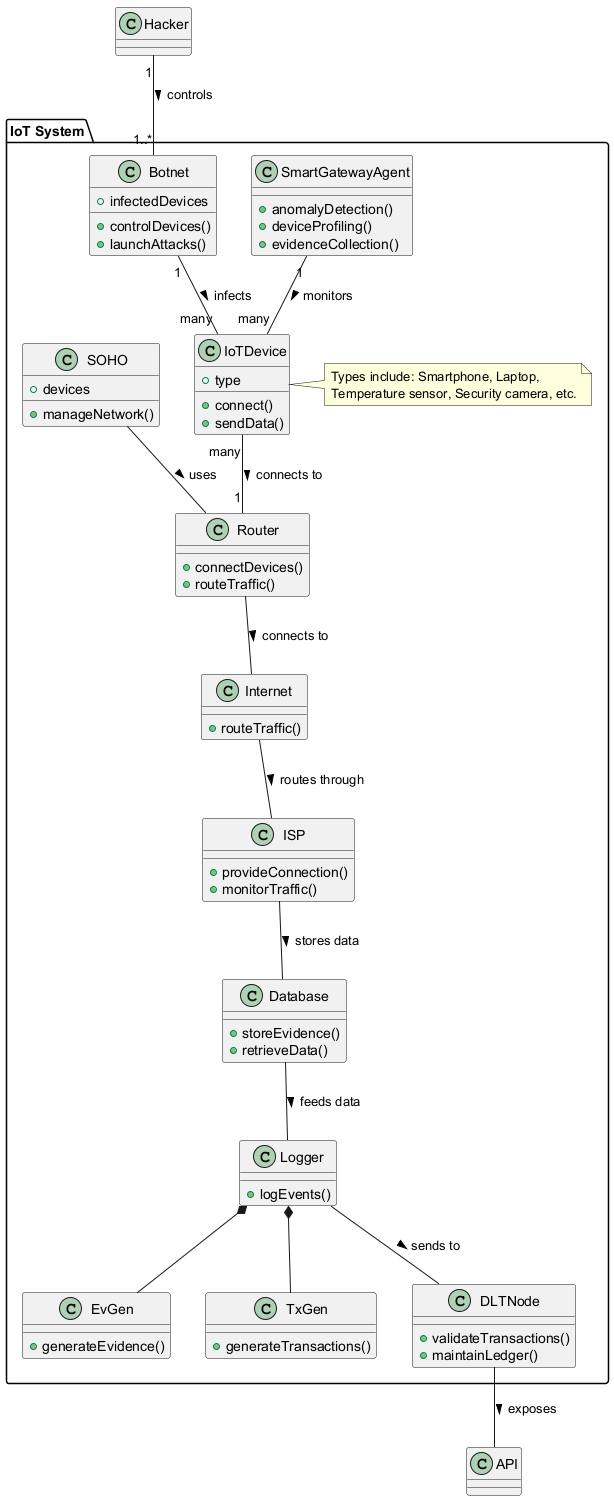 C Hacker
1
controls
1..*
IoT System
C Botnet
infectedDevices
controlDevices()
launchAttacks()
C SmartGatewayAgent
anomalyDetection()
deviceProfiling()
evidenceCollection()
1
infects
many
1
monitors
many
C SOHO
devices
manageNetwork()
C IoTDevice
type
connect()
sendData()
Types include: Smartphone, Laptop,
Temperature sensor, Security camera, etc.
uses
many
connects to
1
C Router
connectDevices()
routeTraffic()
connects to
C Internet
routeTraffic()
routes through
C ISP
provideConnection()
monitorTraffic()
stores data
C Database
storeEvidence()
retrieveData()
feeds data
C Logger
logEvents()
sends to
C EvGen
generateEvidence()
C TxGen
generateTransactions()
C DLTNode
validateTransactions()
maintainLedger()
exposes
C API